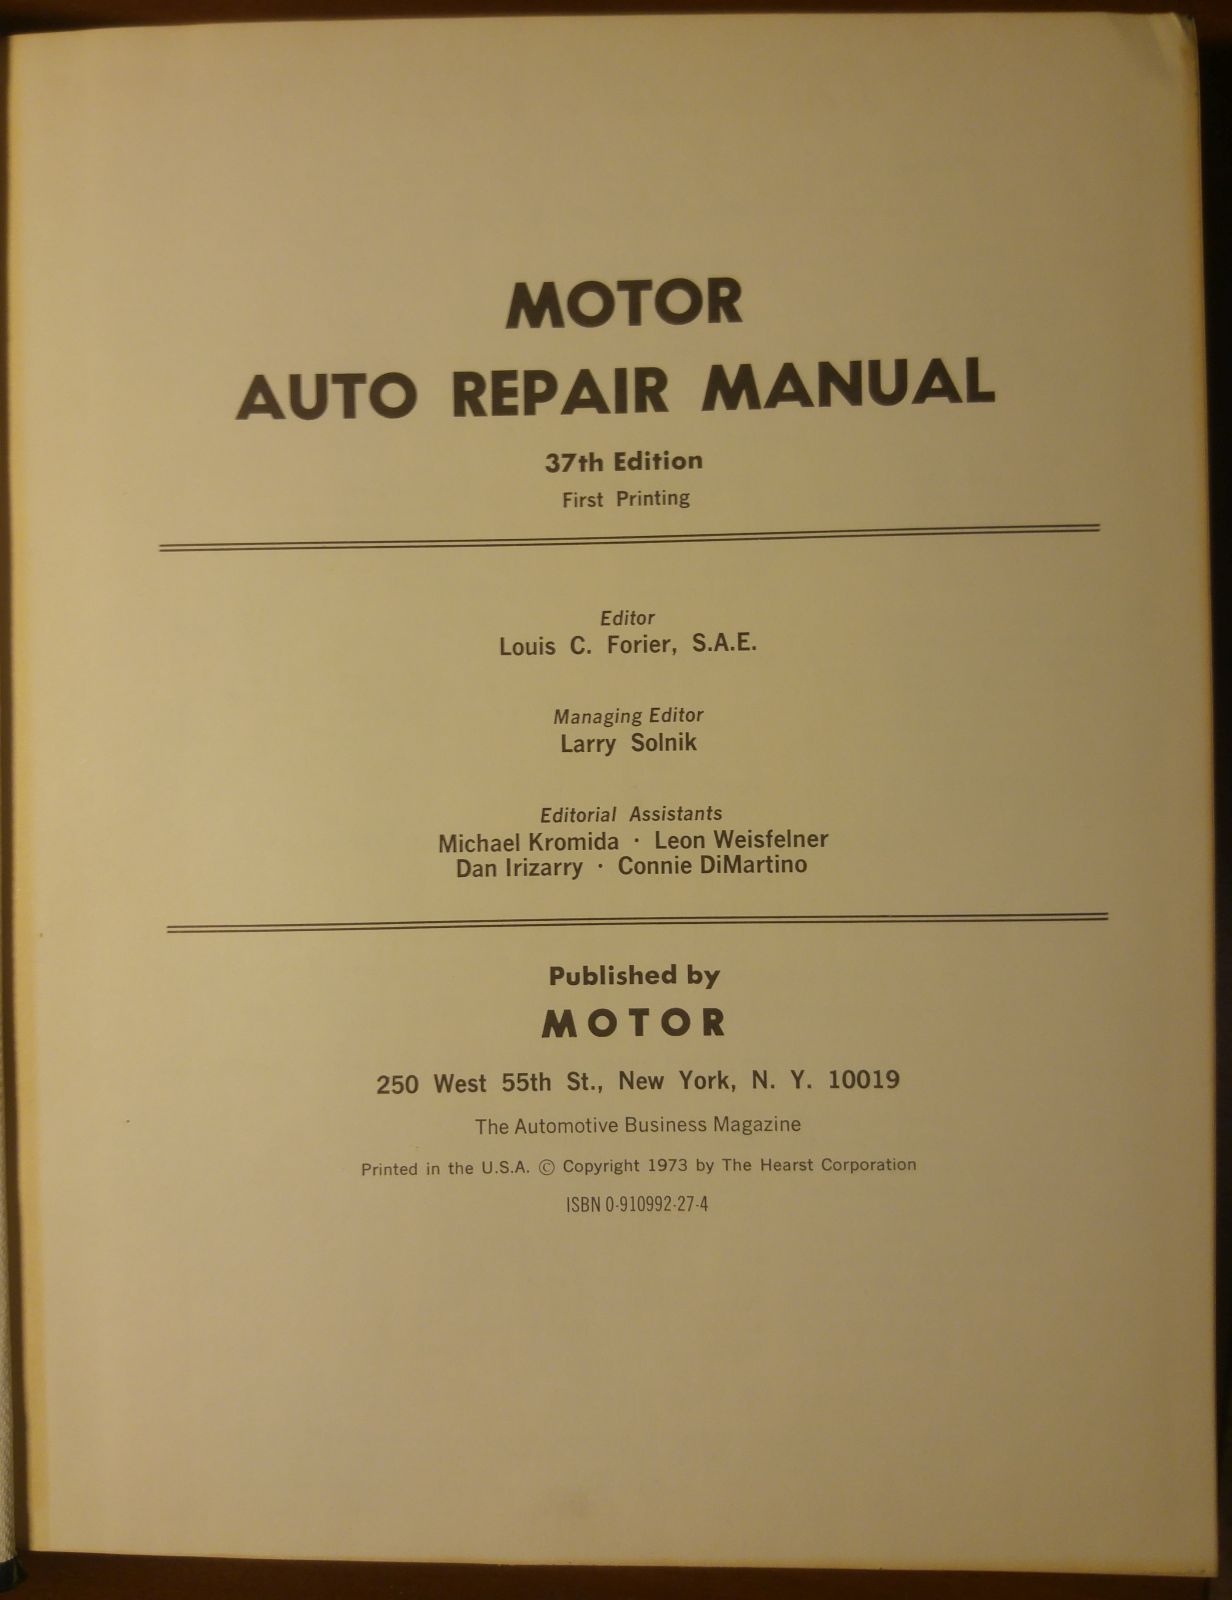 MOTOR
AUTO REPAIR MANUAL
37th Edition
First Printing
Editor
Louis C. Forier, S.A.E.
Managing Editor
Larry Solnik
Editorial Assistants
Michael Kromida · Leon Weisfelner
Dan Irizarry · Connie DiMartino
Published by
MOTOR
250 West 55th St., New York, N. Y. 10019
The Automotive Business Magazine
Printed in the U.S.A. © Copyright 1973 by The Hearst Corporation
ISBN 0-910992-27-4